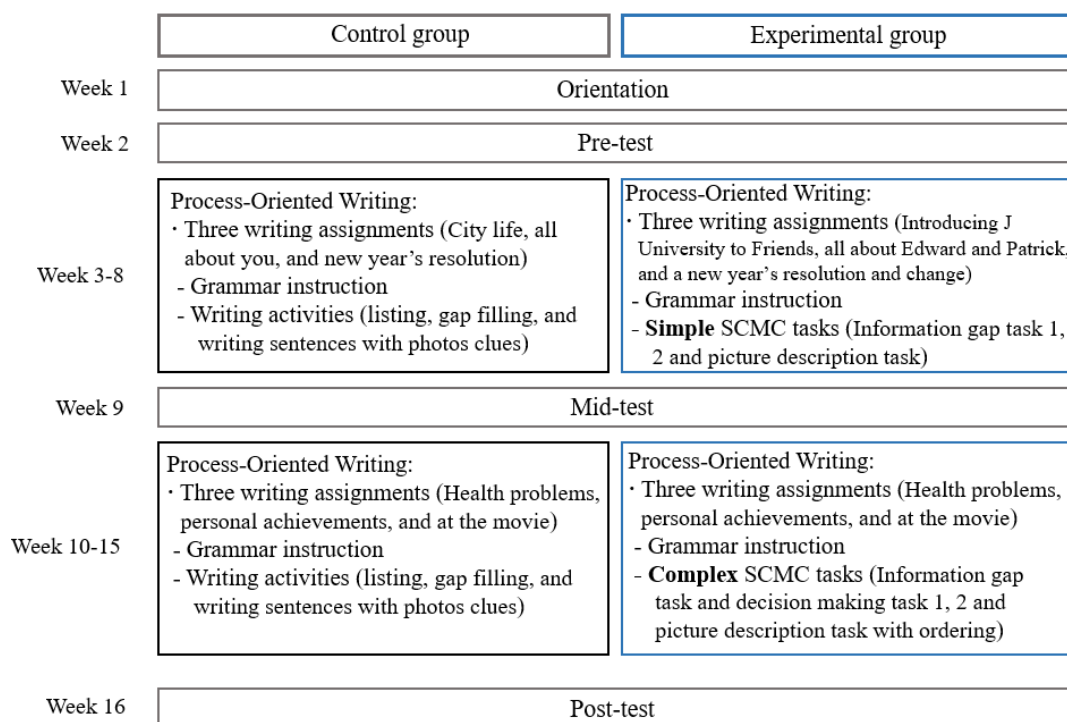 Control group
Experimental group
Week 1
Orientation
Week 2
Pre-test
Week 3-8
Process-Oriented Writing:
· Three writing assignments (City life, all
about you, and new year's resolution)
- Grammar instruction
- Writing activities (listing, gap filling, and
writing sentences with photos clues)
Process-Oriented Writing:
· Three writing assignments (Introducing J
University to Friends, all about Edward and Patrick,
and a new year's resolution and change)
- Grammar instruction
- Simple SCMC tasks (Information gap task 1,
2 and picture description task)
Week 9
Mid-test
Week 10-15
Process-Oriented Writing:
· Three writing assignments (Health problems,
personal achievements, and at the movie)
- Grammar instruction
- Writing activities (listing, gap filling, and
writing sentences with photos clues)
Process-Oriented Writing:
· Three writing assignments (Health problems,
personal achievements, and at the movie)
- Grammar instruction
- Complex SCMC tasks (Information gap
task and decision making task 1, 2 and
picture description task with ordering)
Week 16
Post-test